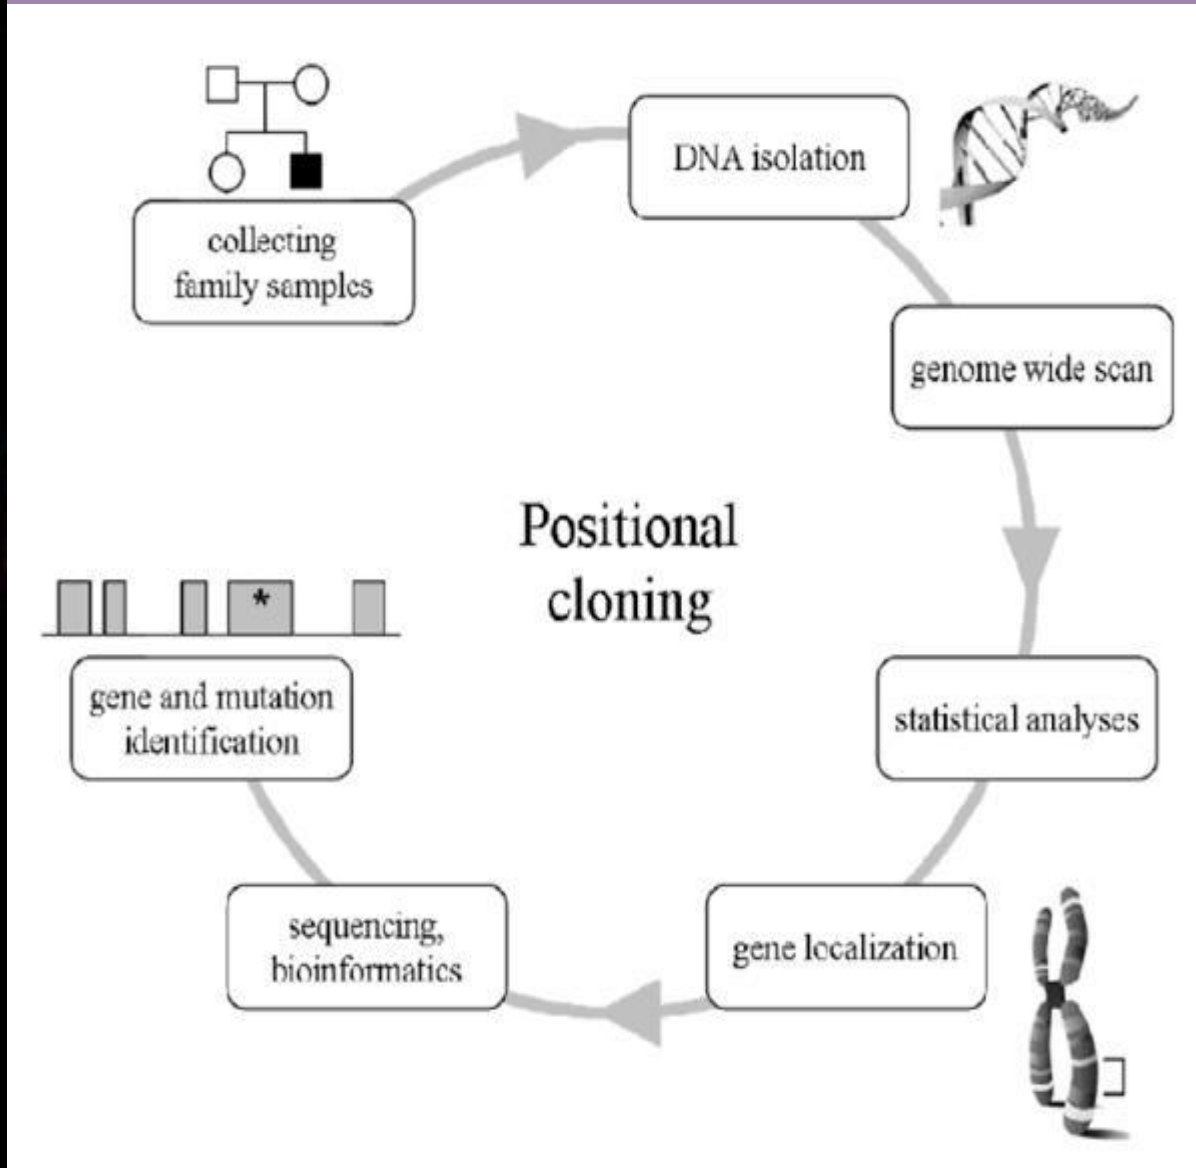 collecting
family samples
DNA isolation
genome wide scan
Positional
cloning
*
gene and mutation
identification
statistical analyses
sequencing,
bioinformatics
gene localization